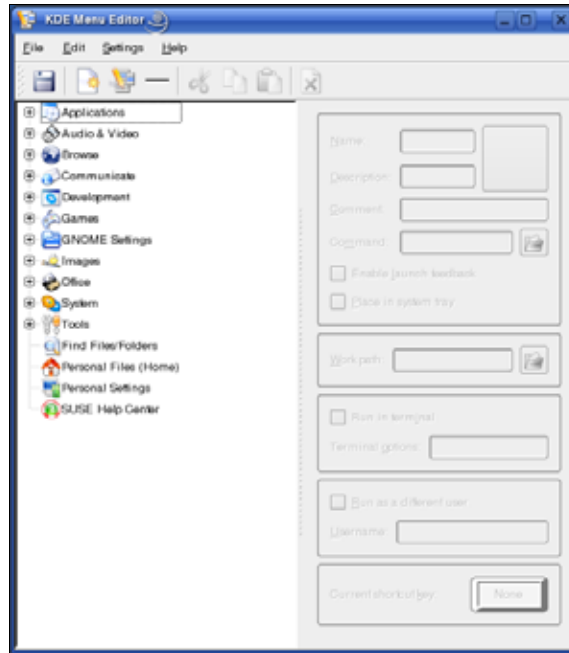 KDE Menu Editor
File Edit Settings Help
Applications
Audio & Video
Browse
Communicate
Development
Games
GNOME Settings
Images
Office
System
Tools
Find Files/Folders
Personal Files (Home)
Personal Settings
SUSE Help Center
Name:
Description:
Comment:
Command:
Enable launch feedback
Place in system tray
Work path:
Run in terminal
Terminal options:
Run as a different user
Username:
Current shortcut key: None